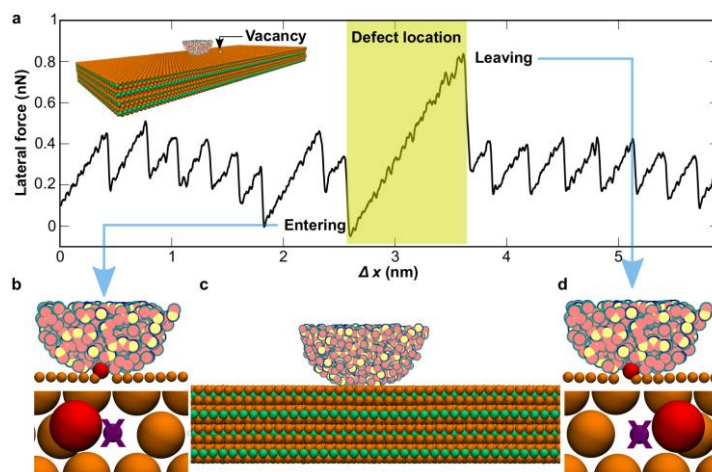 a
1
0.8
0.6
0.4
0.2
0
Lateral force (nN)
Vacancy
Defect location
Leaving
Entering
0 1 2 3 4 5
Δ x (nm)
b c d